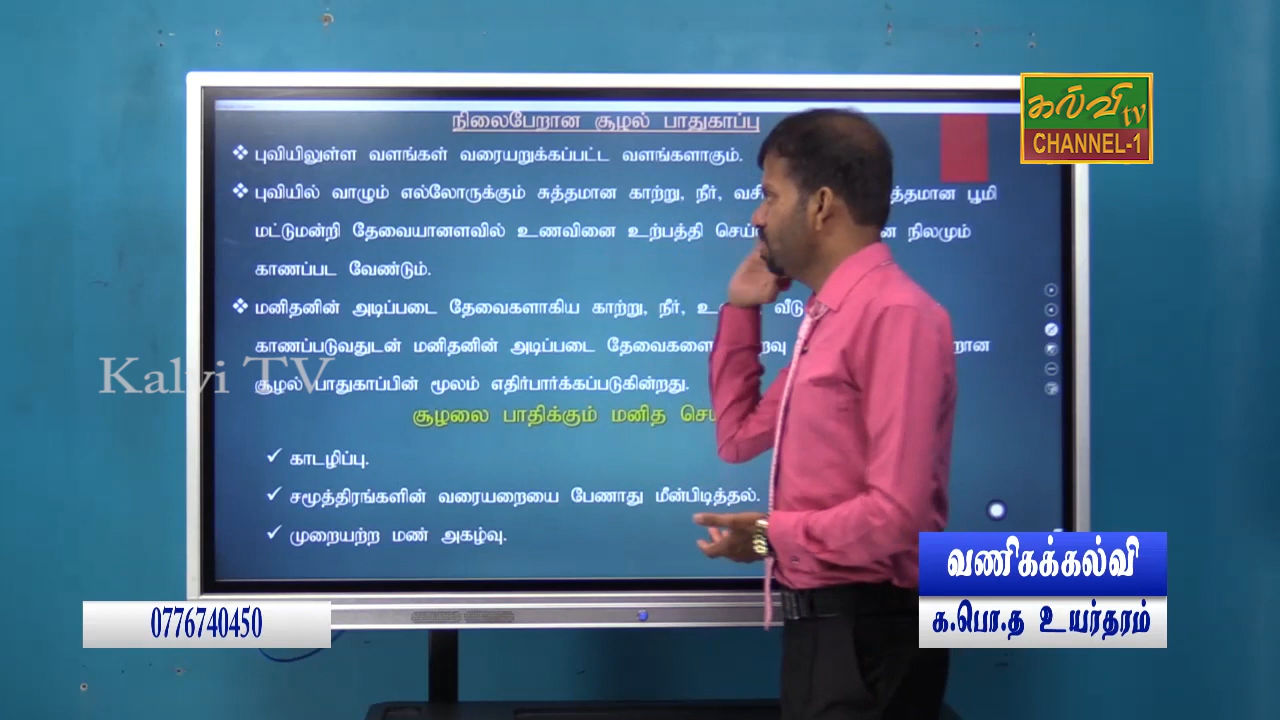 கல்வி tv
CHANNEL-1
நிலைபேறான சூழல் பாதுகாப்பு
❖ புவியிலுள்ள வளங்கள் வரையறுக்கப்பட்ட வளங்களாகும்.
❖ புவியில் வாழும் எல்லோருக்கும் சுத்தமான காற்று, நீர், பூமி
மட்டுமன்றி தேவையானளவில் உணவினை உற்பத்தி நிலமும்
காணப்பட வேண்டும்.
❖ மனிதனின் அடிப்படை தேவைகளாகிய காற்று, நீர், வீடு
காணப்படுவதுடன் மனிதனின் அடிப்படை
சூழல் பாதுகாப்பின் மூலம் எதிர்பார்க்கப்படுகின்றது.
Kalvi TV
சூழலை பாதிக்கும் மனித
✓ காடழிப்பு.
✓ சமூத்திரங்களின் வரையறையை பேணாது மீன்பிடித்தல்.
✓ முறையற்ற மண் அகழ்வு.
வணிகக்கல்வி
க.பொ.த உயர்தரம்
0776740450